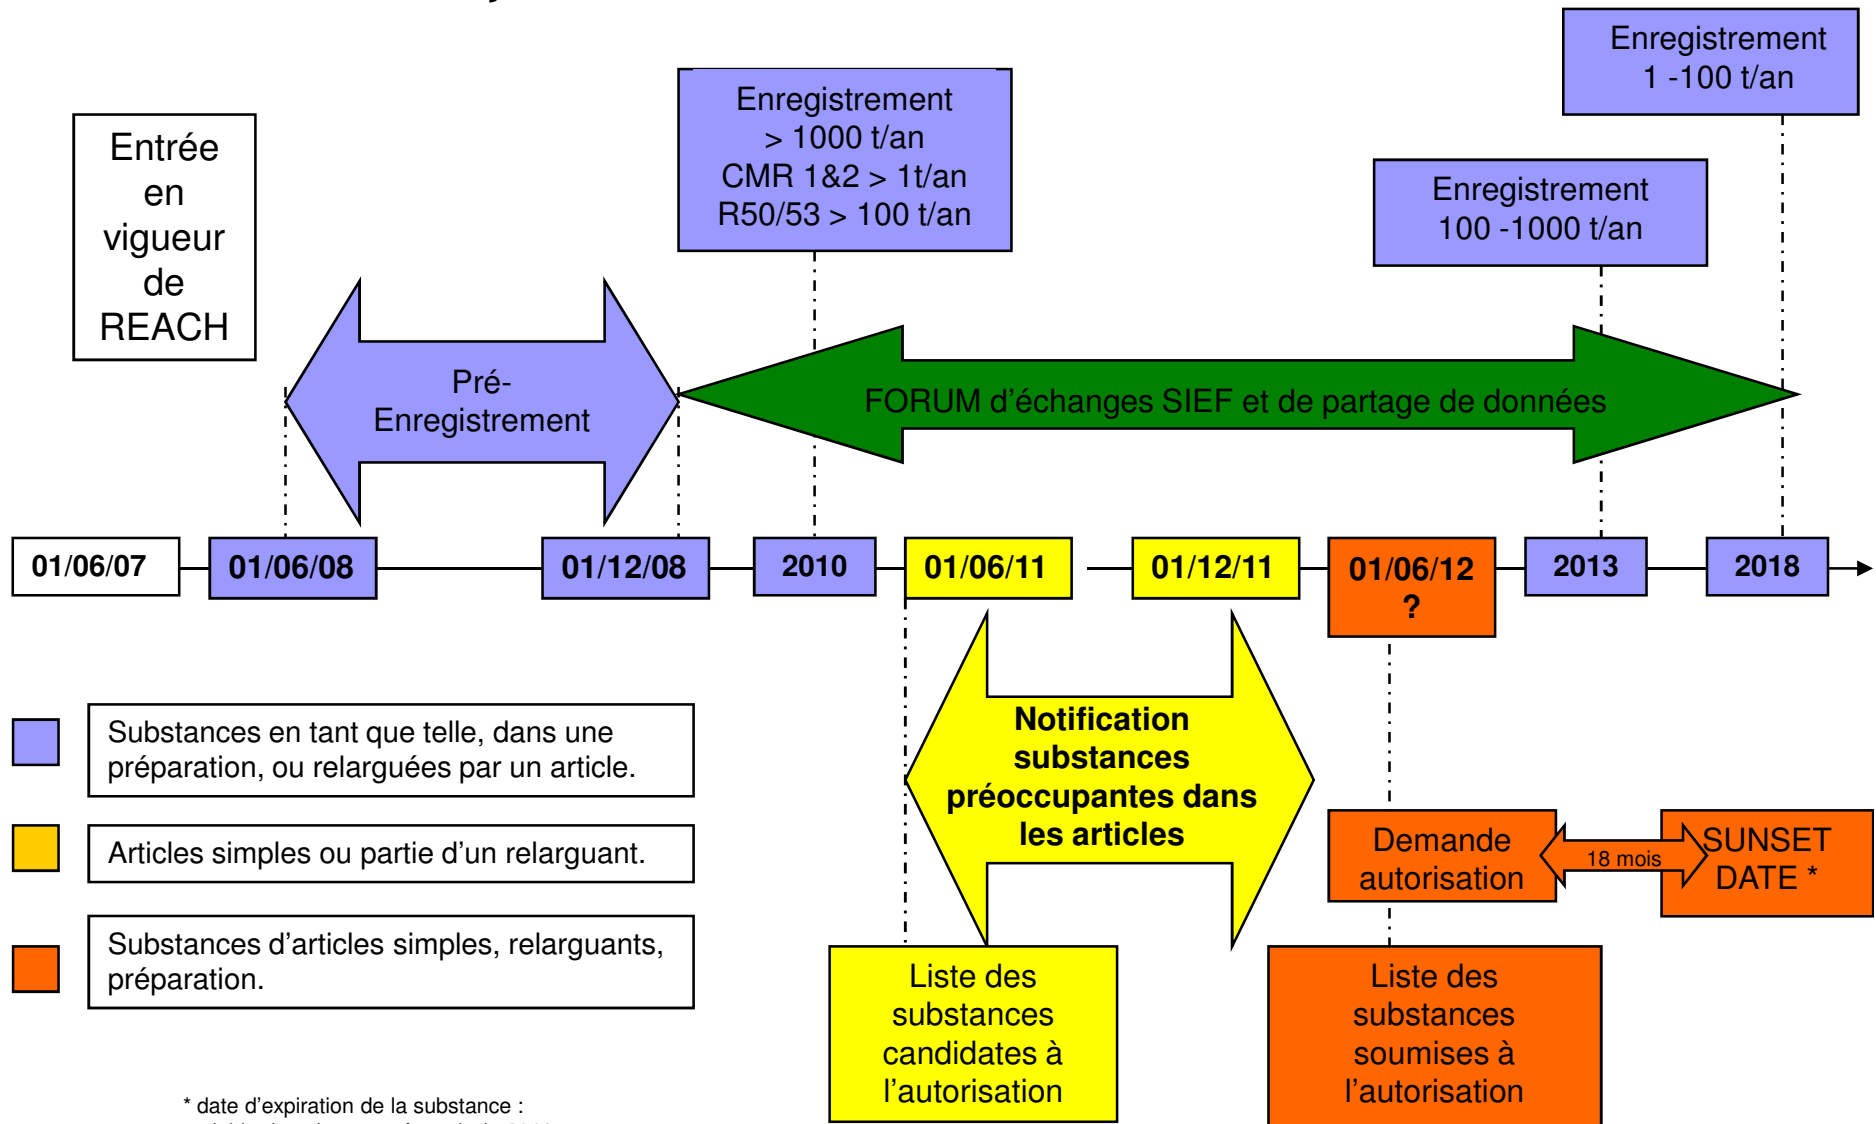 Enregistrement
1 -100 t/an
Enregistrement
> 1000 t/an
CMR 1&2 > 1t/an
R50/53 > 100 t/an
Entrée
en
vigueur
de
REACH
Enregistrement
100 -1000 t/an
Pré-
Enregistrement
FORUM d'échanges SIEF et de partage de données
01/06/07
01/06/08
01/12/08
2010
01/06/11
01/12/11
01/06/12
?
2013
2018
Notification
substances
préoccupantes dans
les articles
Substances en tant que telle, dans une
préparation, ou relarguées par un article.
Articles simples ou partie d'un relarguant.
Substances d'articles simples, relarguants,
préparation.
Demande
autorisation
18 mois
SUNSET
DATE *
Liste des
substances
candidates à
l'autorisation
Liste des
substances
soumises à
l'autorisation
* date d'expiration de la substance :